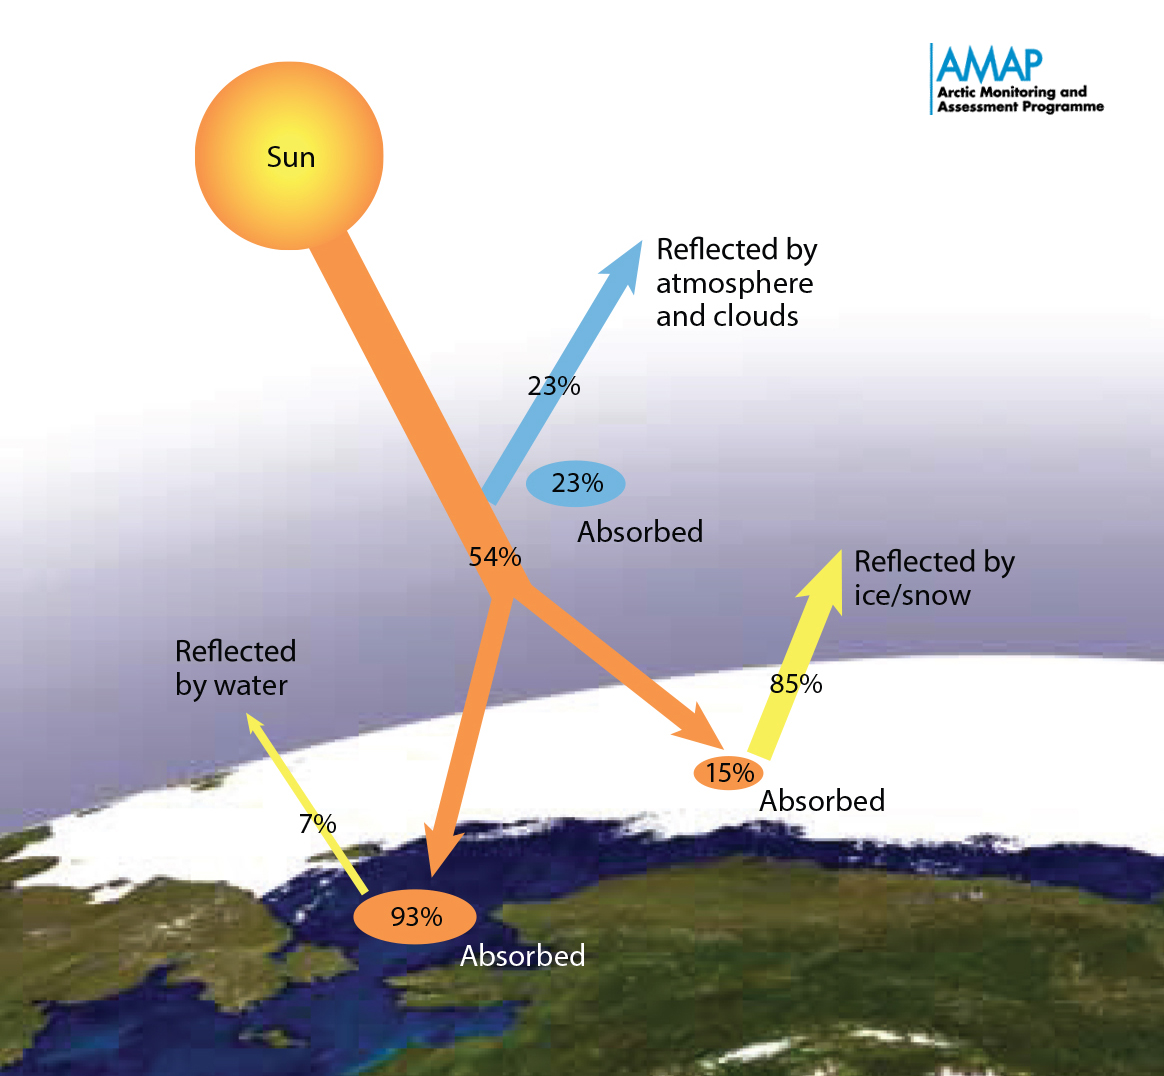 AMAP
Arctic Monitoring and
Assessment Programme
Sun
Reflected by
atmosphere
and clouds
23%
23%
Absorbed
54%
Reflected by
ice/snow
Reflected
by water
85%
15%
Absorbed
7%
93%
Absorbed